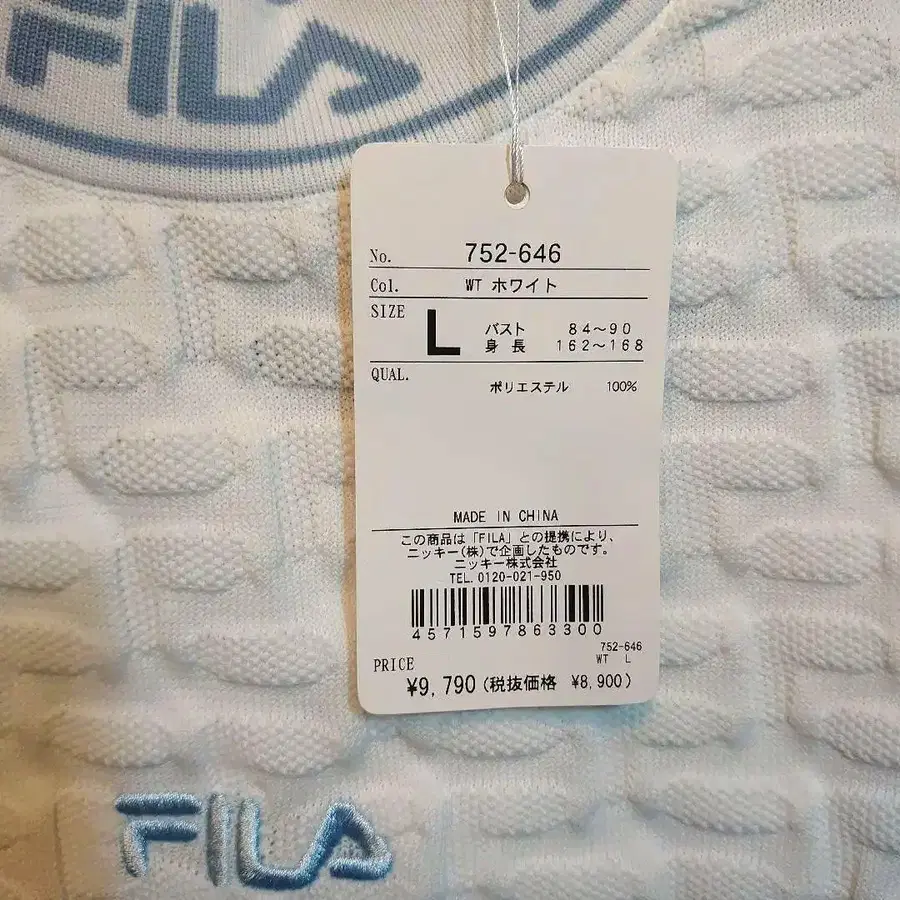 FILA
No. 752-646
Col. WT ホワイト
SIZE L バスト 84～90
身長 162～168
QUAL. ポリエステル 100%
MADE IN CHINA
この商品は「FILA」との提携により、
ニッキー(株)で企画したものです。
ニッキー株式会社
TEL. 0120-021-950
4571597863300
752-646
WT L
PRICE
¥9,790(税抜価格 ¥8,900)
FILA